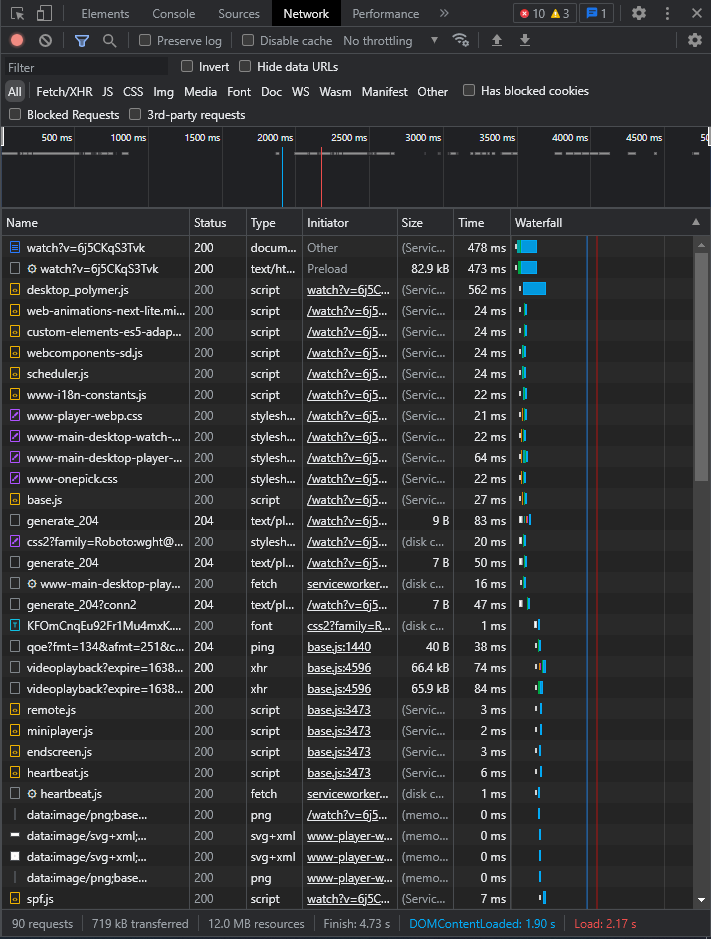 Elements Console Sources Network Performance » 10 3 1
Preserve log Disable cache No throttling
Filter Invert Hide data URLs
All Fetch/XHR JS CSS Img Media Font Doc WS Wasm Manifest Other Has blocked cookies
Blocked Requests 3rd-party requests
500 ms 1000 ms 1500 ms 2000 ms 2500 ms 3000 ms 3500 ms 4000 ms 4500 ms 50
Name Status Type Initiator Size Time Waterfall
watch?v=6j5CKqS3Tvk 200 docum... Other (Servic... 478 ms
watch?v=6j5CKqS3Tvk 200 text/ht... Preload 82.9 kB 473 ms
desktop_polymer.js 200 script watch?v=6j5C... (Servic... 562 ms
web-animations-next-lite.mi... 200 script /watch?v=6j5... (Servic... 24 ms
custom-elements-es5-adap... 200 script /watch?v=6j5... (Servic... 24 ms
webcomponents-sd.js 200 script /watch?v=6j5... (Servic... 24 ms
scheduler.js 200 script /watch?v=6j5... (Servic... 24 ms
www-i18n-constants.js 200 script /watch?v=6j5... (Servic... 22 ms
www-player-webp.css 200 stylesh... /watch?v=6j5... (Servic... 21 ms
www-main-desktop-watch-... 200 stylesh... /watch?v=6j5... (Servic... 22 ms
www-main-desktop-player-... 200 stylesh... /watch?v=6j5... (Servic... 64 ms
www-onepick.css 200 stylesh... /watch?v=6j5... (Servic... 22 ms
base.js 200 script /watch?v=6j5... (Servic... 27 ms
generate_204 204 text/pl... /watch?v=6j5... 9 B 83 ms
css2?family=Roboto:wght@... 200 stylesh... /watch?v=6j5... (disk c... 20 ms
generate_204 204 text/pl... /watch?v=6j5... 7 B 50 ms
www-main-desktop-play... 200 fetch serviceworker... (disk c... 16 ms
generate_204?conn2 204 text/pl... /watch?v=6j5... 7 B 47 ms
KFOmCnqEu92Fr1Mu4mxK... 200 font css2?family=R... (disk c... 1 ms
qoe?fmt=134&afmt=251&c... 204 ping base.js:1440 40 B 38 ms
videoplayback?expire=1638... 200 xhr base.js:4596 66.4 kB 74 ms
videoplayback?expire=1638... 200 xhr base.js:4596 65.9 kB 84 ms
remote.js 200 script base.js:3473 (Servic... 3 ms
miniplayer.js 200 script base.js:3473 (Servic... 2 ms
endscreen.js 200 script base.js:3473 (Servic... 3 ms
heartbeat.js 200 script base.js:3473 (Servic... 6 ms
heartbeat.js 200 fetch serviceworker... (disk c... 1 ms
data:image/png;base... 200 png /watch?v=6j5... (memo... 0 ms
data:image/svg+xml;... 200 svg+xml www-player-w... (memo... 0 ms
data:image/svg+xml;... 200 svg+xml www-player-w... (memo... 0 ms
data:image/png;base... 200 png www-player-w... (memo... 0 ms
spf.js 200 script watch?v=6j5C... (Servic... 7 ms
90 requests 719 kB transferred 12.0 MB resources Finish: 4.73 s DOMContentLoaded: 1.90 s Load: 2.17 s